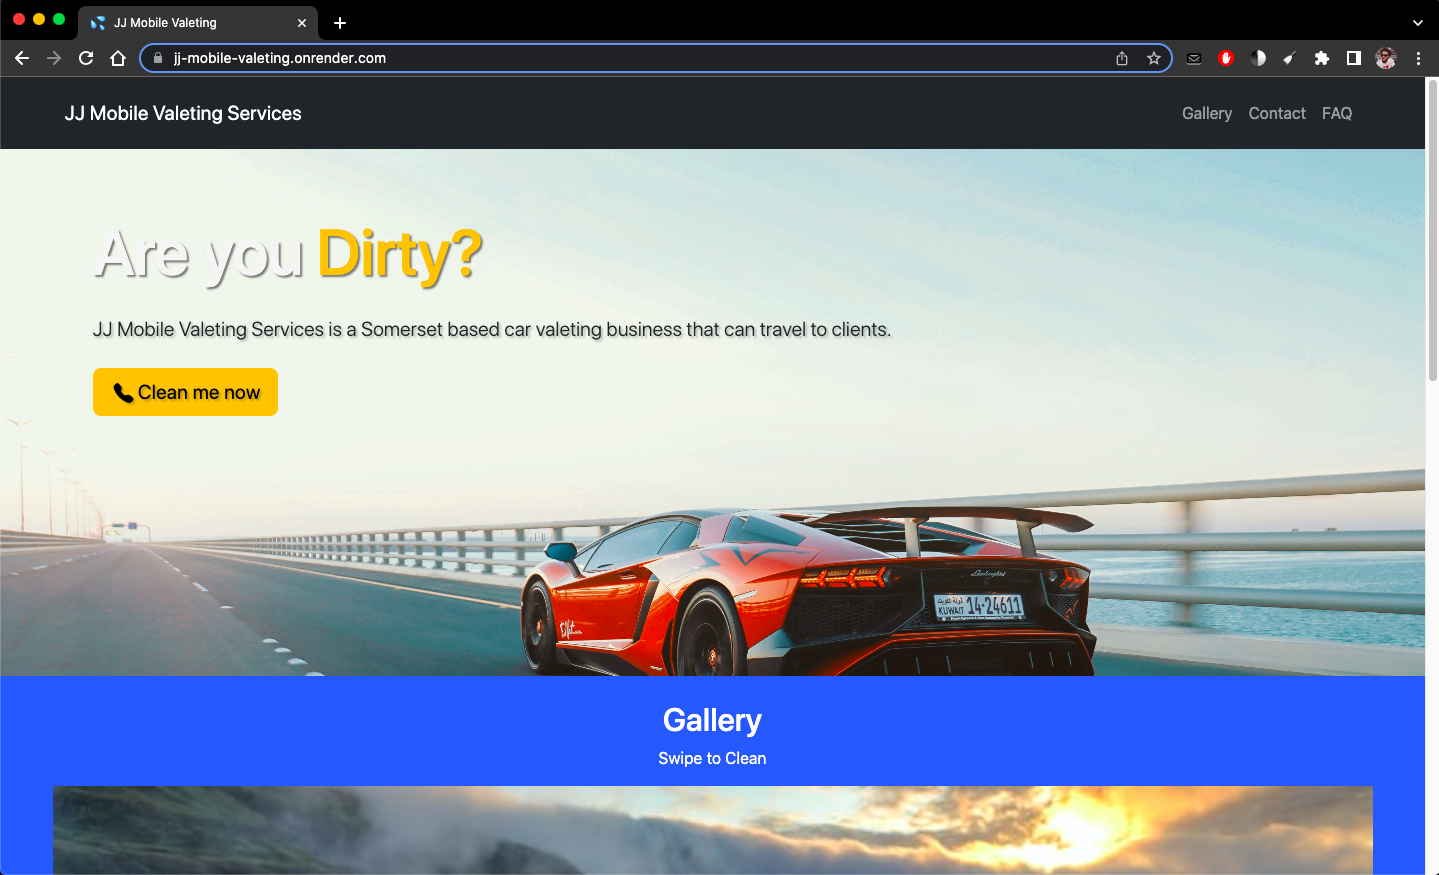 JJ Mobile Valeting
jj-mobile-valeting.onrender.com
JJ Mobile Valeting Services
Gallery Contact FAQ
Are you Dirty?
JJ Mobile Valeting Services is a Somerset based car valeting business that can travel to clients.
Clean me now
Lamborghini
KUWAIT 14-24611
Gallery
Swipe to Clean